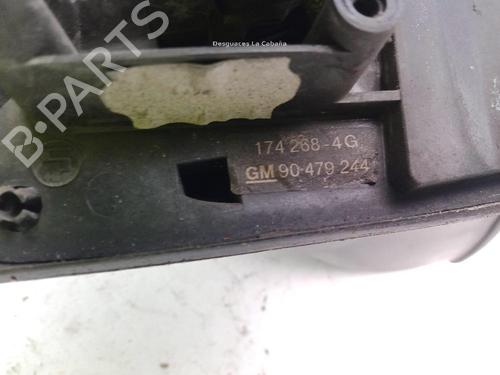 Desguaces La Cabaña
B-PARTS
174 268-4G
GM 90-479 244